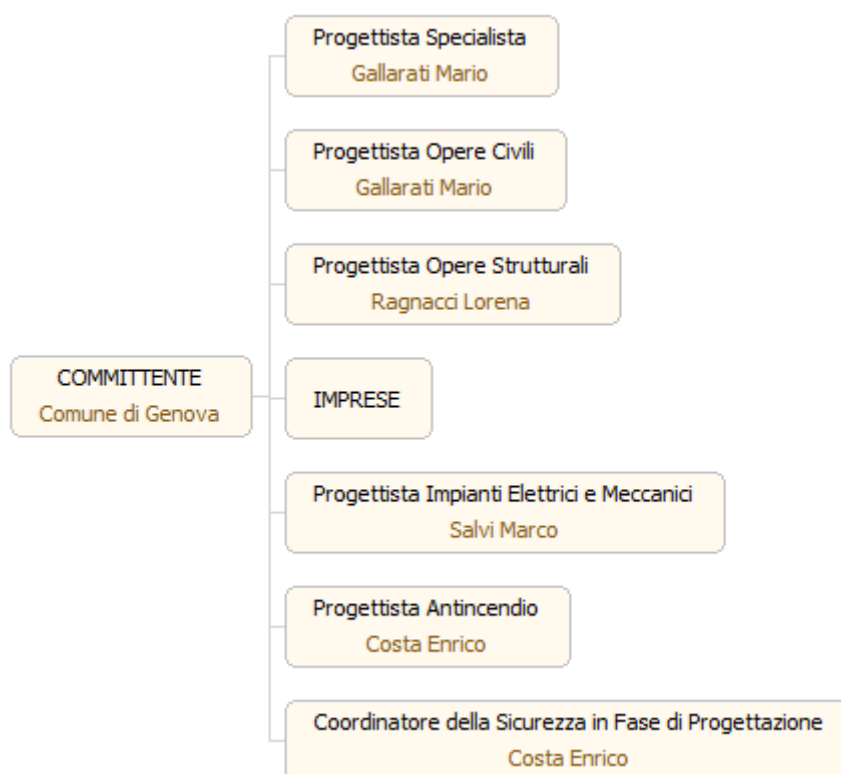 Progettista Specialista
Gallarati Mario
Progettista Opere Civili
Gallarati Mario
Progettista Opere Strutturali
Ragnacci Lorena
COMMITTENTE
Comune di Genova
IMPRESE
Progettista Impianti Elettrici e Meccanici
Salvi Marco
Progettista Antincendio
Costa Enrico
Coordinatore della Sicurezza in Fase di Progettazione
Costa Enrico